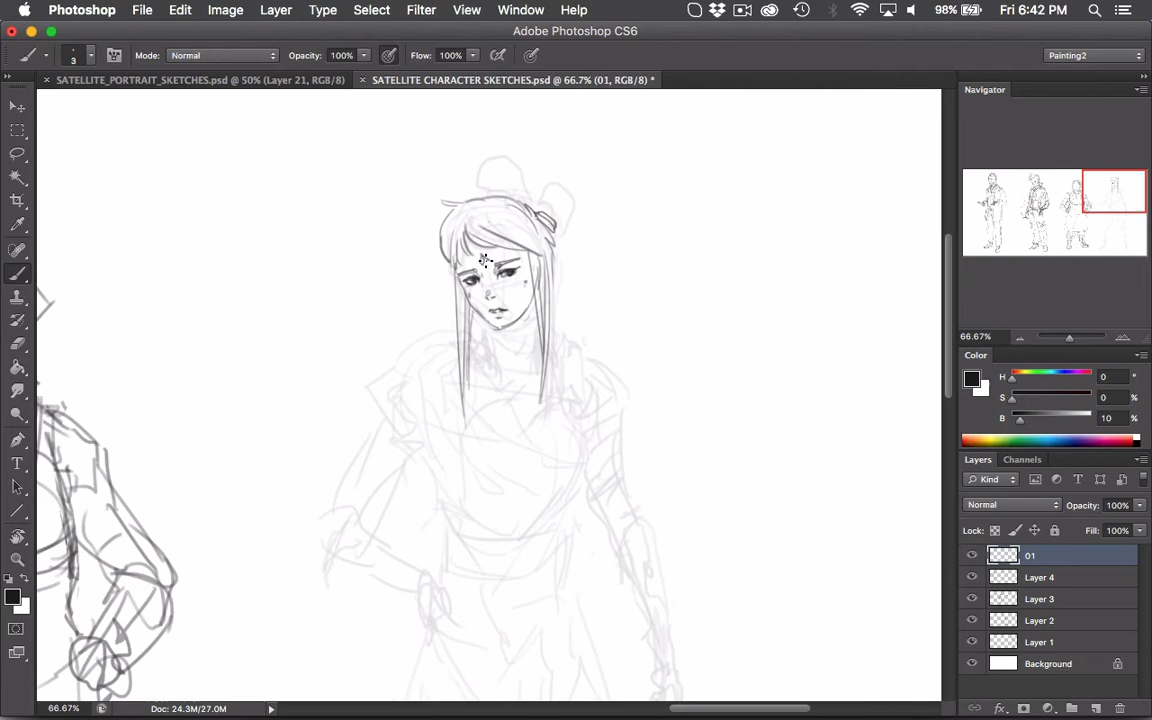 Photoshop File Edit Image Layer Type Select Filter View Window Help 98% Fri 6:42 PM
Adobe Photoshop CS6
3 Mode: Normal Opacity: 100% Flow: 100% Painting2
SATELLITE_PORTRAIT_SKETCHES.psd @ 50% (Layer 21, RGB/8) SATELLITE CHARACTER SKETCHES.psd @ 66.7% (01, RGB/8) *
Navigator
66.67%
Color
H 0 °
S 0 %
B 10 %
Layers Channels
Kind
Normal Opacity: 100%
Lock: Fill: 100%
01
Layer 4
Layer 3
Layer 2
Layer 1
Background
66.67% Doc: 24.3M/27.0M